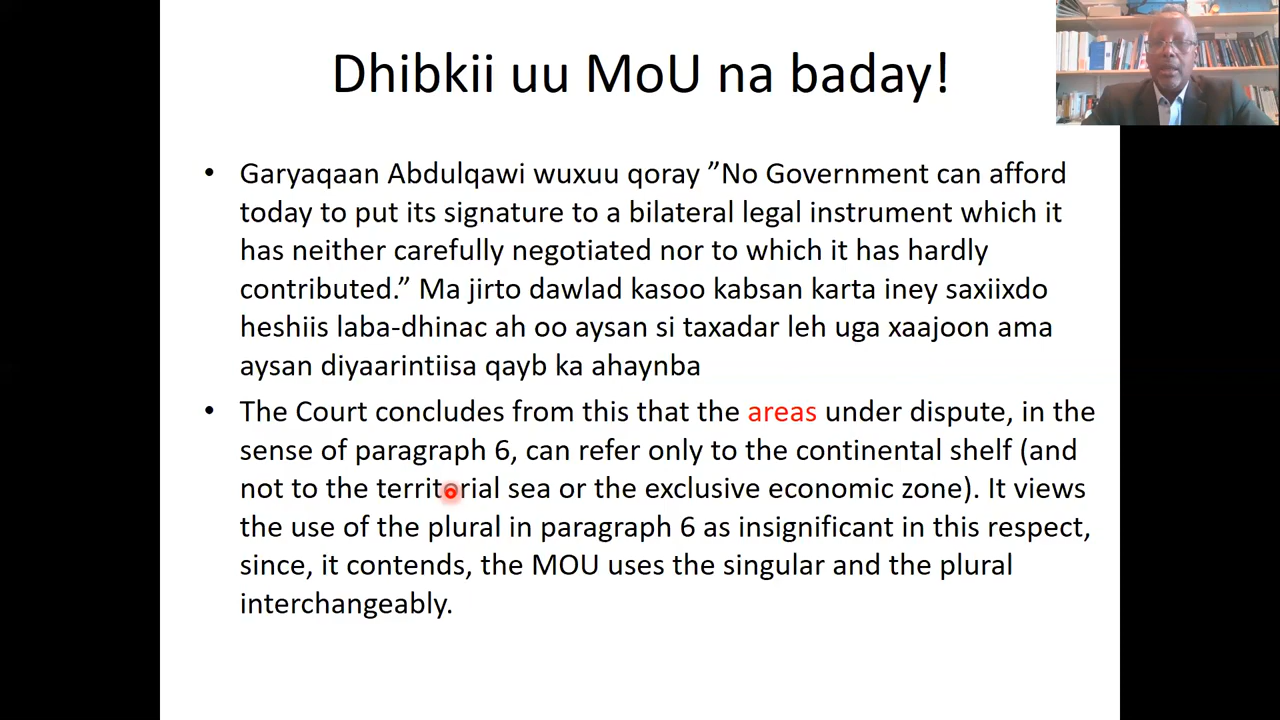 Dhibkii uu MoU na baday!
• Garyaqaan Abdulqawi wuxuu qoray ”No Government can afford
today to put its signature to a bilateral legal instrument which it
has neither carefully negotiated nor to which it has hardly
contributed.” Ma jirto dawlad kasoo kabsan karta iney saxiixdo
heshiis laba-dhinac ah oo aysan si taxadar leh uga xaajoon ama
aysan diyaarintiisa qayb ka ahaynba
• The Court concludes from this that the areas under dispute, in the
sense of paragraph 6, can refer only to the continental shelf (and
not to the territorial sea or the exclusive economic zone). It views
the use of the plural in paragraph 6 as insignificant in this respect,
since, it contends, the MOU uses the singular and the plural
interchangeably.